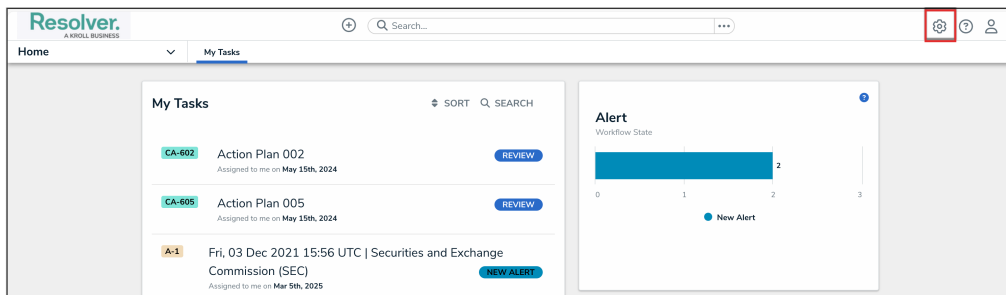 Resolver.
A KROLL BUSINESS
Search...
Home
My Tasks
My Tasks
SORT SEARCH
CA-602 Action Plan 002 REVIEW
Assigned to me on May 15th, 2024
CA-605 Action Plan 005 REVIEW
Assigned to me on May 15th, 2024
A-1 Fri, 03 Dec 2021 15:56 UTC | Securities and Exchange
Commission (SEC) NEW ALERT
Assigned to me on Mar 5th, 2025
Alert
Workflow State
2
0 1 2 3
New Alert